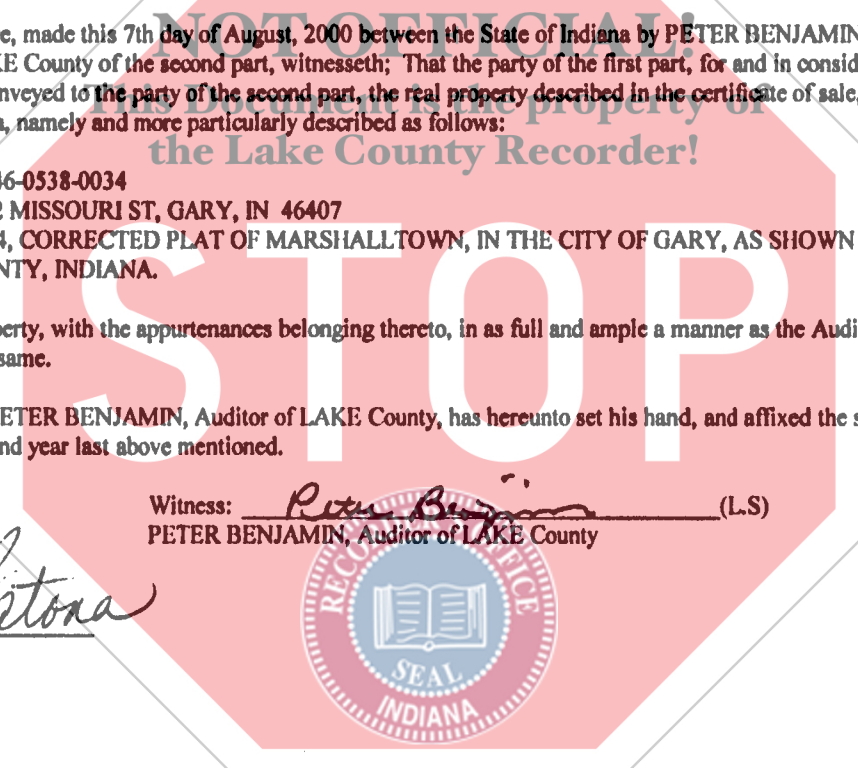 NOT OFFICIAL!
e, made this 7th day of August, 2000 between the State of Indiana by PETER BENJAMIN
KE County of the second part, witnesseth; That the party of the first part, for and in consid
nveyed to the party of the second part, the real property described in the certificate of sale,
This Document is the property of
, namely and more particularly described as follows:
the Lake County Recorder!
46-0538-0034
2 MISSOURI ST, GARY, IN 46407
4, CORRECTED PLAT OF MARSHALLTOWN, IN THE CITY OF GARY, AS SHOWN
NTY, INDIANA.
STOP
perty, with the appurtenances belonging thereto, in as full and ample a manner as the Audi
same.
PETER BENJAMIN, Auditor of LAKE County, has hereunto set his hand, and affixed the s
nd year last above mentioned.
Witness: Peter Benjamin (L.S)
PETER BENJAMIN, Auditor of LAKE County
RECORDER'S OFFICE
SEAL
INDIANA